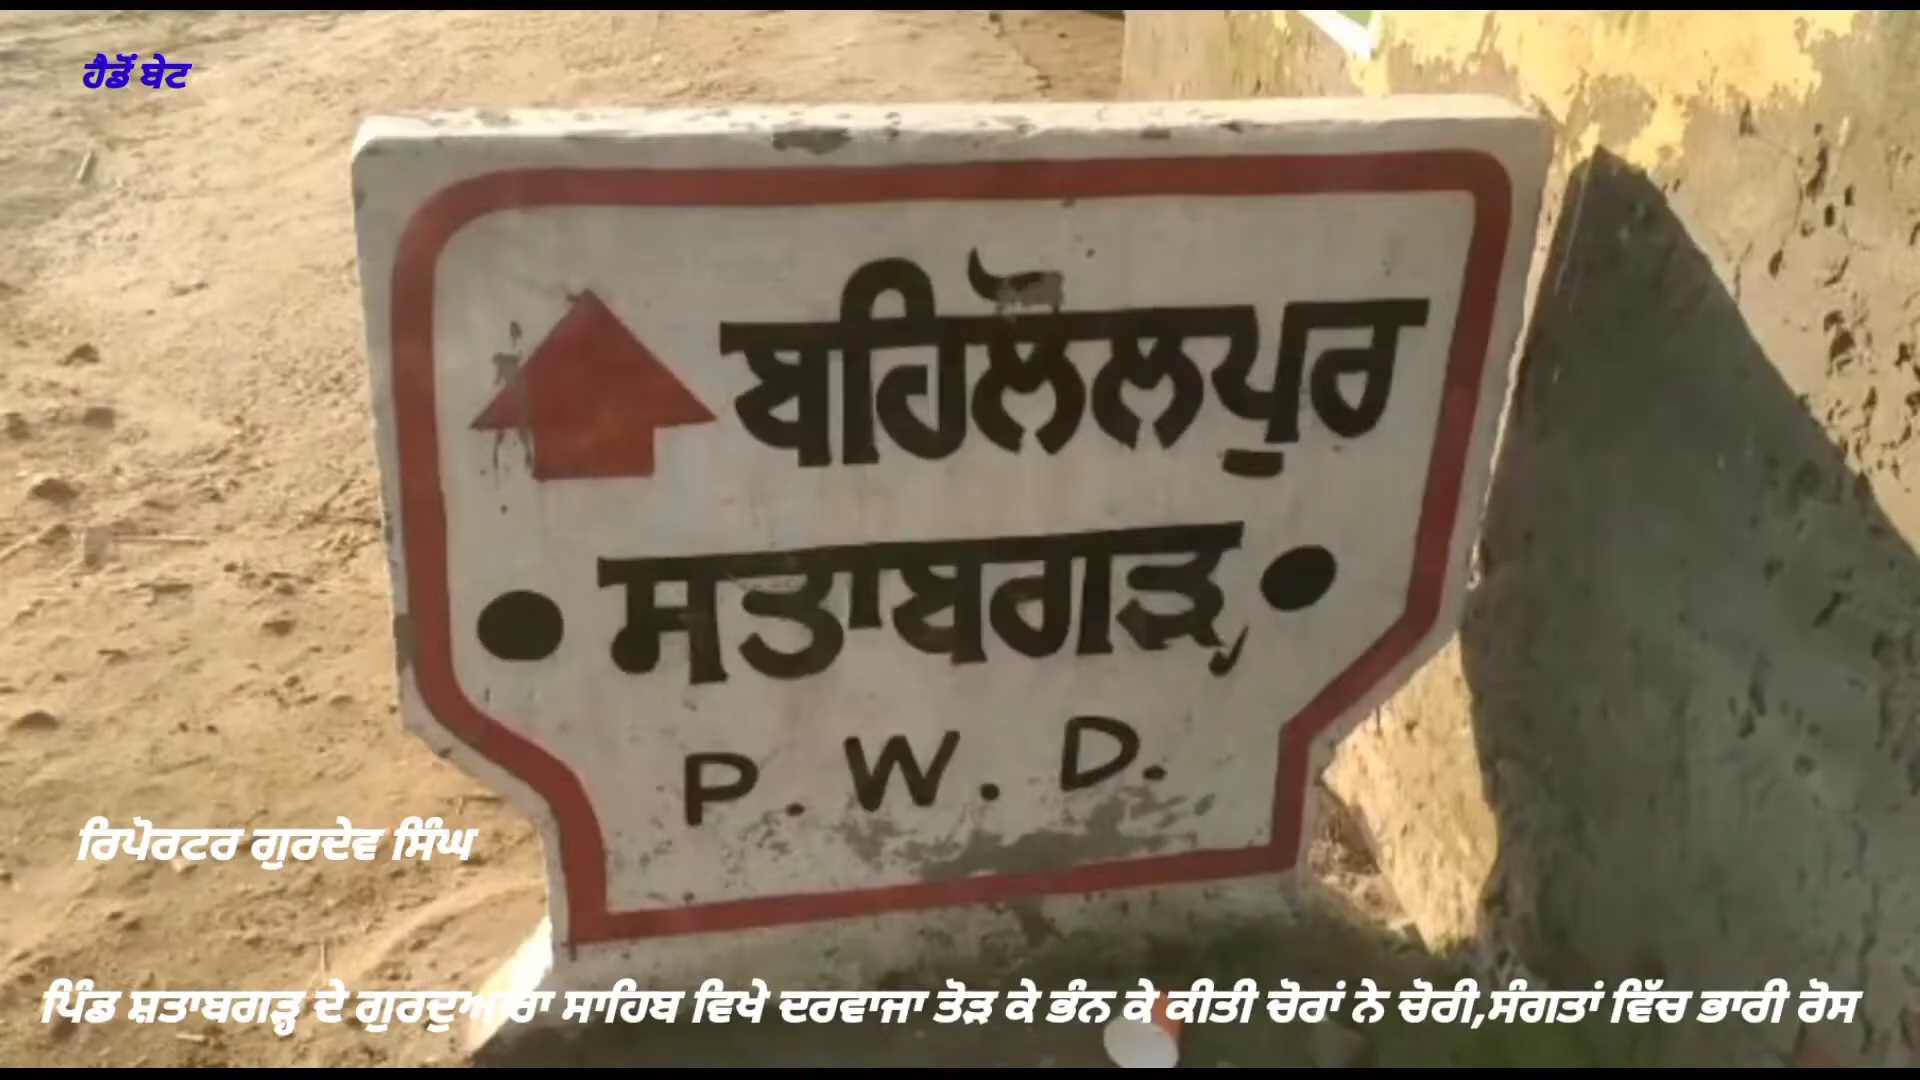 ਹੈਡੋਂ ਬੇਟ
ਬਹਿਲੋਲਪੁਰ
ਸਤਾਬਗੜ੍ਹ
P.W.D.
ਰਿਪੋਰਟਰ ਗੁਰਦੇਵ ਸਿੰਘ
ਪਿੰਡ ਸ਼ਤਾਬਗੜ੍ਹ ਦੇ ਗੁਰਦੁਆਰਾ ਸਾਹਿਬ ਵਿਖੇ ਦਰਵਾਜਾ ਤੋੜ ਕੇ ਭੰਨ ਕੇ ਕੀਤੀ ਚੋਰਾਂ ਨੇ ਚੋਰੀ,ਸੰਗਤਾਂ ਵਿੱਚ ਭਾਰੀ ਰੋਸ